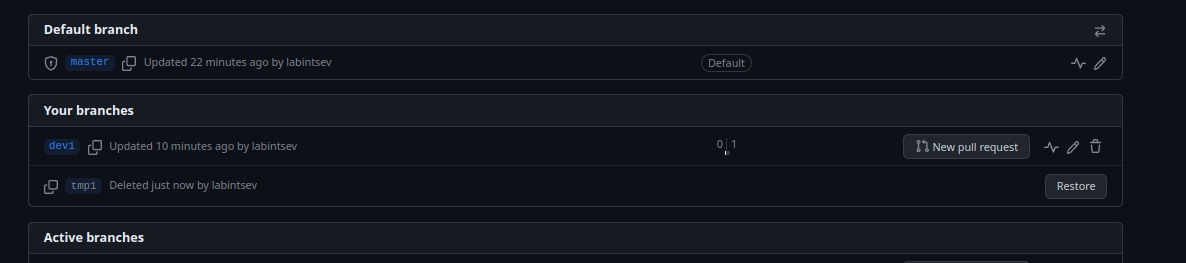 Default branch
master Updated 22 minutes ago by labintsev Default
Your branches
dev1 Updated 10 minutes ago by labintsev 0 1 New pull request
tmp1 Deleted just now by labintsev Restore
Active branches